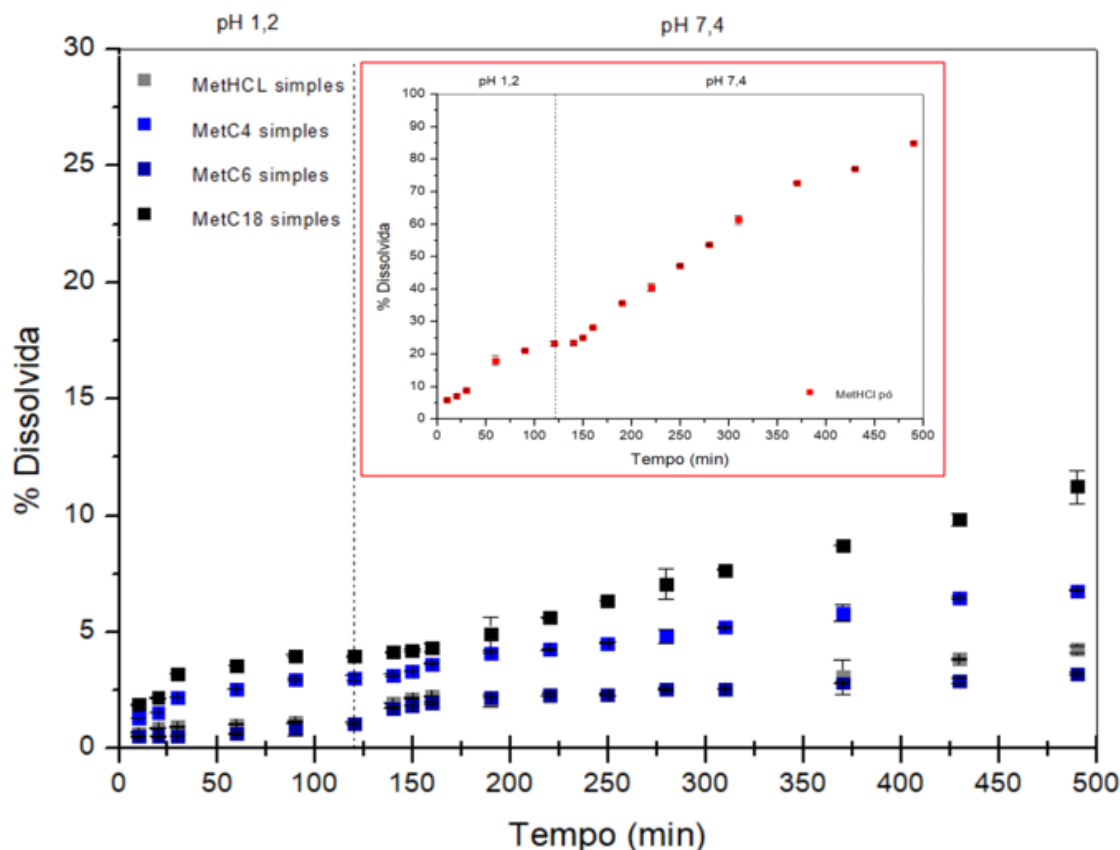 pH 1,2 pH 7,4
MetHCL simples
MetC4 simples
MetC6 simples
MetC18 simples
% Dissolvida
30
25
20
15
10
5
0
0 50 100 150 200 250 300 350 400 450 500
Tempo (min)
pH 1,2 pH 7,4
% Dissolvida
100
90
80
70
60
50
40
30
20
10
0
0 50 100 150 200 250 300 350 400 450 500
Tempo (min)
MetHCl pó